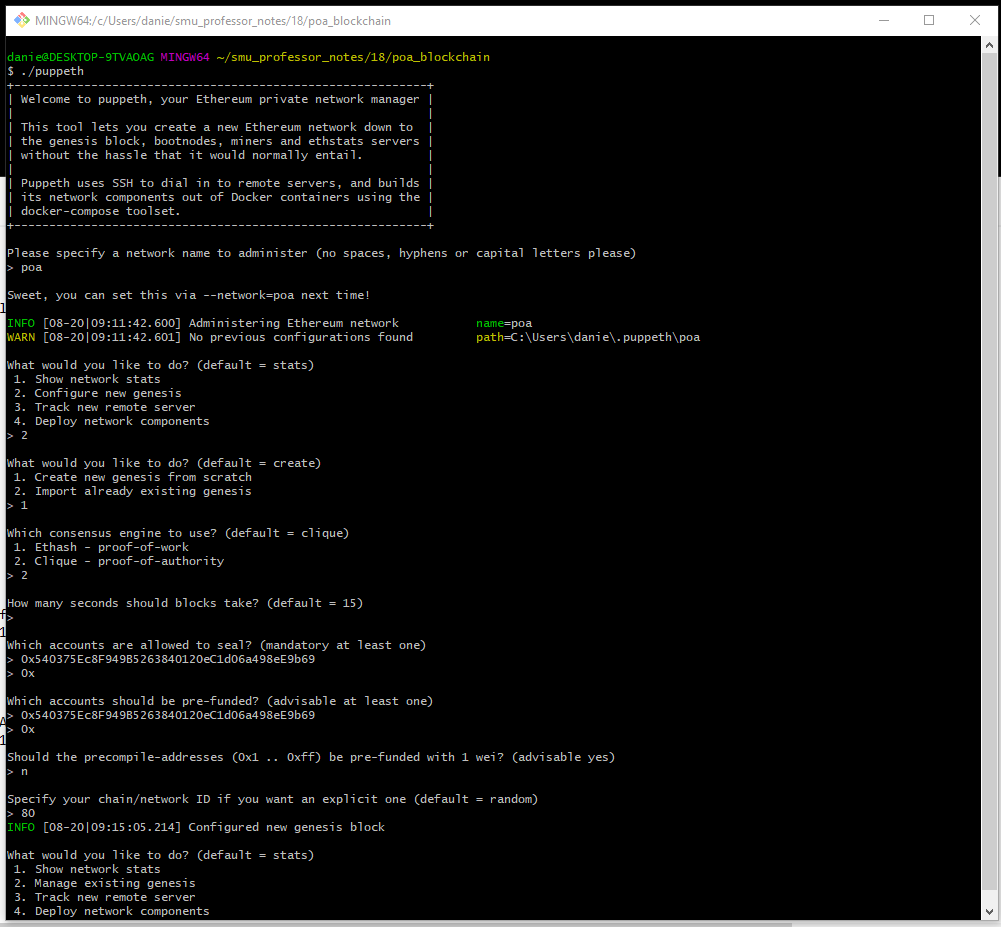 MINGW64:/c/Users/danie/smu_professor_notes/18/poa_blockchain
danie@DESKTOP-9TVAOAG MINGW64 ~/smu_professor_notes/18/poa_blockchain
$ ./puppeth
+-----------------------------------------------------------+
| Welcome to puppeth, your Ethereum private network manager |
| |
| This tool lets you create a new Ethereum network down to |
| the genesis block, bootnodes, miners and ethstats servers |
| without the hassle that it would normally entail. |
| |
| Puppeth uses SSH to dial in to remote servers, and builds |
| its network components out of Docker containers using the |
| docker-compose toolset. |
+-----------------------------------------------------------+
Please specify a network name to administer (no spaces, hyphens or capital letters please)
> poa
Sweet, you can set this via --network=poa next time!
INFO [08-20|09:11:42.600] Administering Ethereum network name=poa
WARN [08-20|09:11:42.601] No previous configurations found path=C:\Users\danie\.puppeth\poa
What would you like to do? (default = stats)
1. Show network stats
2. Configure new genesis
3. Track new remote server
4. Deploy network components
> 2
What would you like to do? (default = create)
1. Create new genesis from scratch
2. Import already existing genesis
> 1
Which consensus engine to use? (default = clique)
1. Ethash - proof-of-work
2. Clique - proof-of-authority
> 2
How many seconds should blocks take? (default = 15)
>
Which accounts are allowed to seal? (mandatory at least one)
> 0x540375Ec8F949B5263840120eC1d06a498eE9b69
> 0x
Which accounts should be pre-funded? (advisable at least one)
> 0x540375Ec8F949B5263840120eC1d06a498eE9b69
> 0x
Should the precompile-addresses (0x1 .. 0xff) be pre-funded with 1 wei? (advisable yes)
> n
Specify your chain/network ID if you want an explicit one (default = random)
> 80
INFO [08-20|09:15:05.214] Configured new genesis block
What would you like to do? (default = stats)
1. Show network stats
2. Manage existing genesis
3. Track new remote server
4. Deploy network components